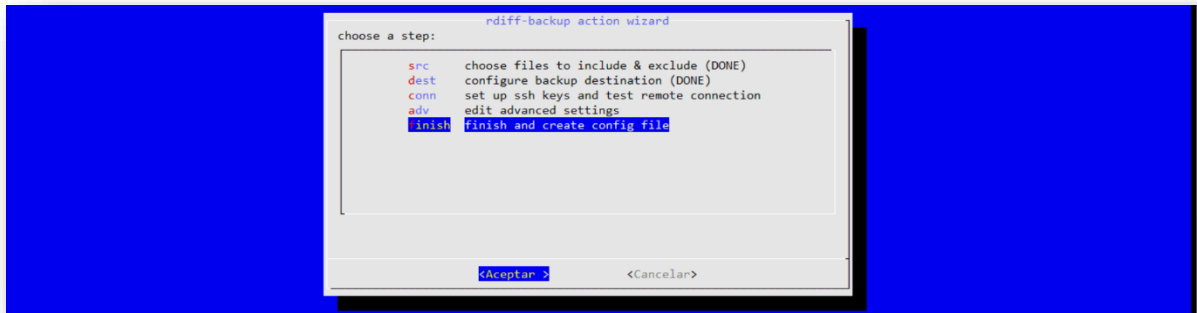 rdiff-backup action wizard
choose a step:
src choose files to include & exclude (DONE)
dest configure backup destination (DONE)
conn set up ssh keys and test remote connection
adv edit advanced settings
finish finish and create config file
<Aceptar > <Cancelar>